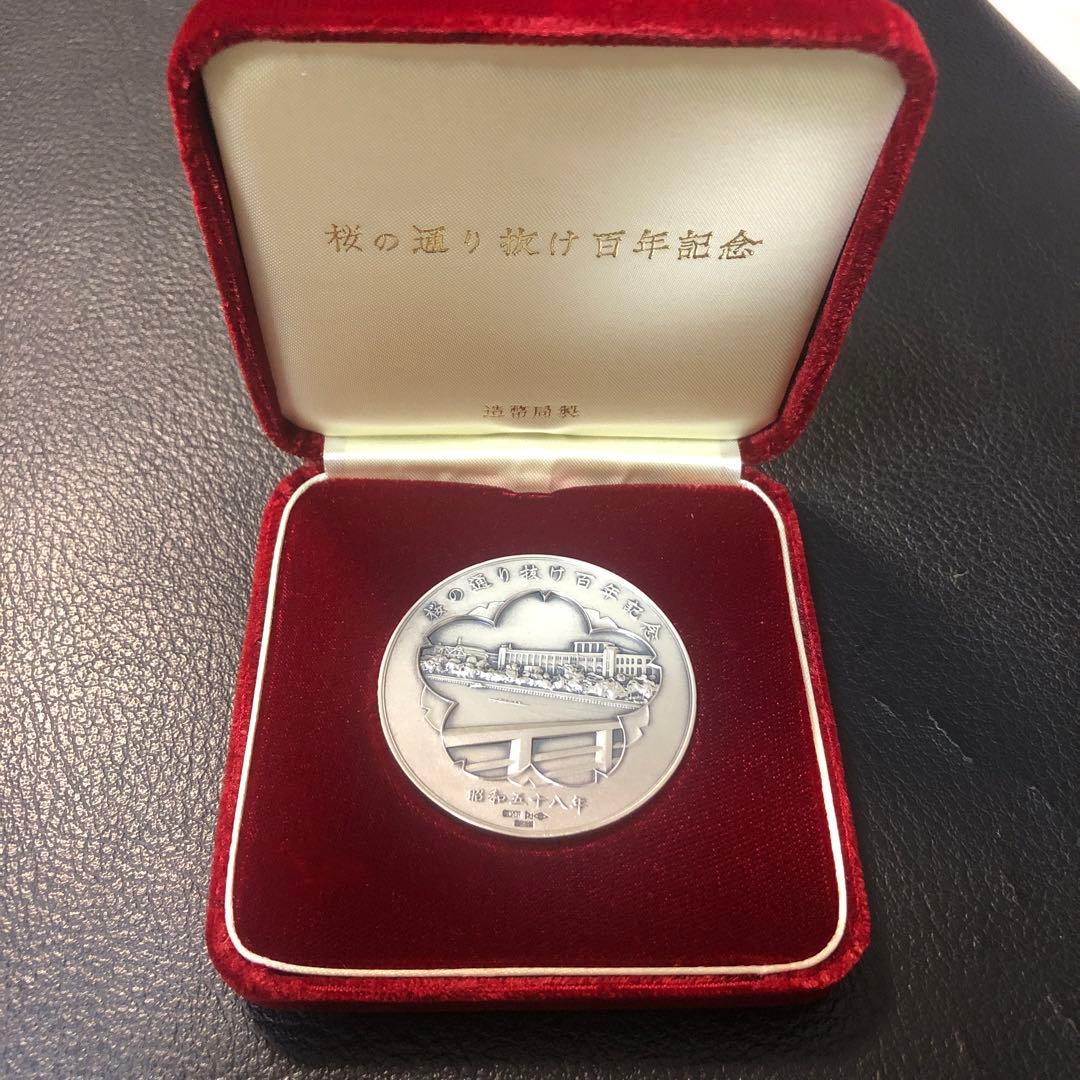 桜の通り抜け百年記念
造幣局製
桜の通り抜け百年記念
昭和五十八年